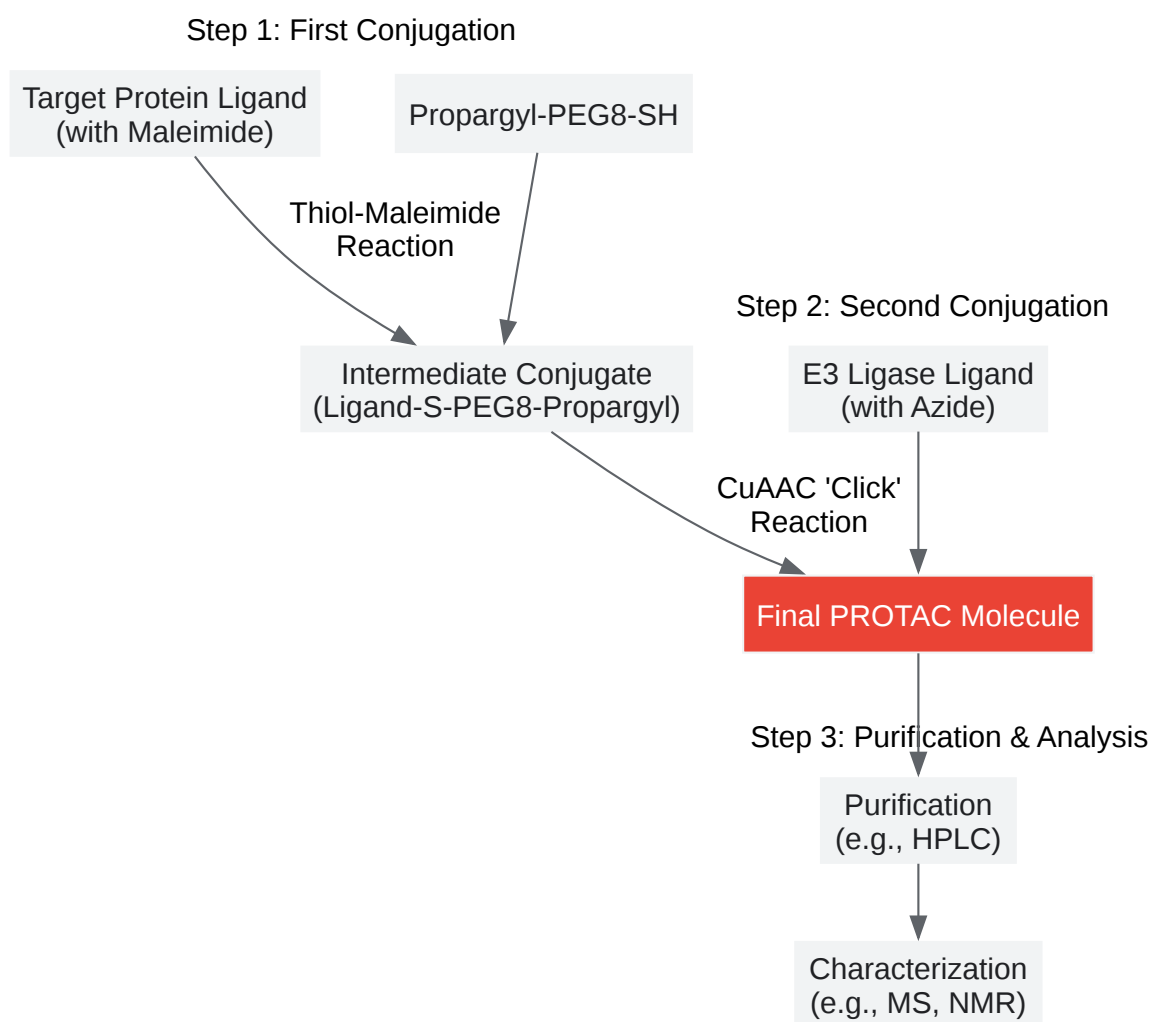 Step 1: First Conjugation
Target Protein Ligand
(with Maleimide)
Propargyl-PEG8-SH
Thiol-Maleimide
Reaction
Step 2: Second Conjugation
Intermediate Conjugate
(Ligand-S-PEG8-Propargyl)
E3 Ligase Ligand
(with Azide)
CuAAC 'Click'
Reaction
Final PROTAC Molecule
Step 3: Purification & Analysis
Purification
(e.g., HPLC)
Characterization
(e.g., MS, NMR)